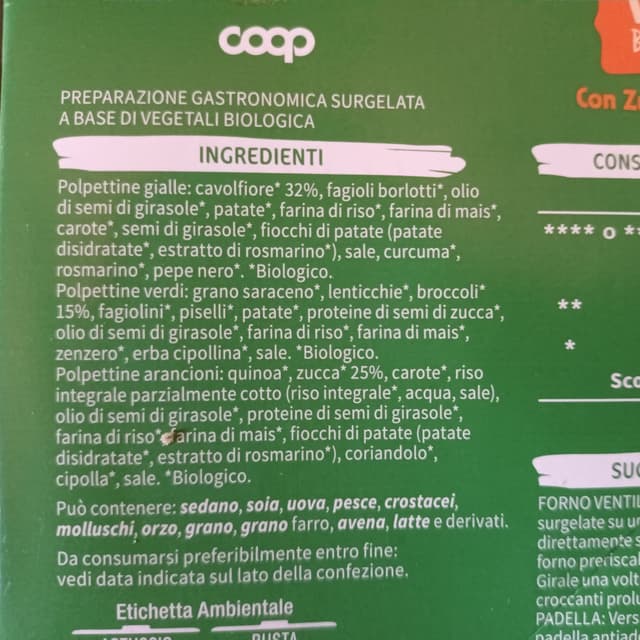 coop
PREPARAZIONE GASTRONOMICA SURGELATA
A BASE DI VEGETALI BIOLOGICA
INGREDIENTI
Polpettine gialle: cavolfiore* 32%, fagioli borlotti*, olio
di semi di girasole*, patate*, farina di riso*, farina di mais*,
carote*, semi di girasole*, fiocchi di patate (patate
disidratate*, estratto di rosmarino*), sale, curcuma*,
rosmarino*, pepe nero*. *Biologico.
Polpettine verdi: grano saraceno*, lenticchie*, broccoli*
15%, fagiolini*, piselli*, patate*, proteine di semi di zucca*,
olio di semi di girasole*, farina di riso*, farina di mais*,
zenzero*, erba cipollina*, sale. *Biologico.
Polpettine arancioni: quinoa*, zucca* 25%, carote*, riso
integrale parzialmente cotto (riso integrale*, acqua, sale),
olio di semi di girasole*, proteine di semi di girasole*,
farina di riso* farina di mais*, fiocchi di patate (patate
disidratate*, estratto di rosmarino*), coriandolo*,
cipolla*, sale. *Biologico.
Può contenere: sedano, soia, uova, pesce, crostacei,
molluschi, orzo, grano, grano farro, avena, latte e derivati.
Da consumarsi preferibilmente entro fine:
vedi data indicata sul lato della confezione.
Etichetta Ambientale
Con
CONS
**** o **
**
*
Sco
SUG
FORNO VENTIL
surgelate su u
direttamente s
forno preriscal
Girale una volt
croccanti prolu
PADELLA: Vers
padella antiad